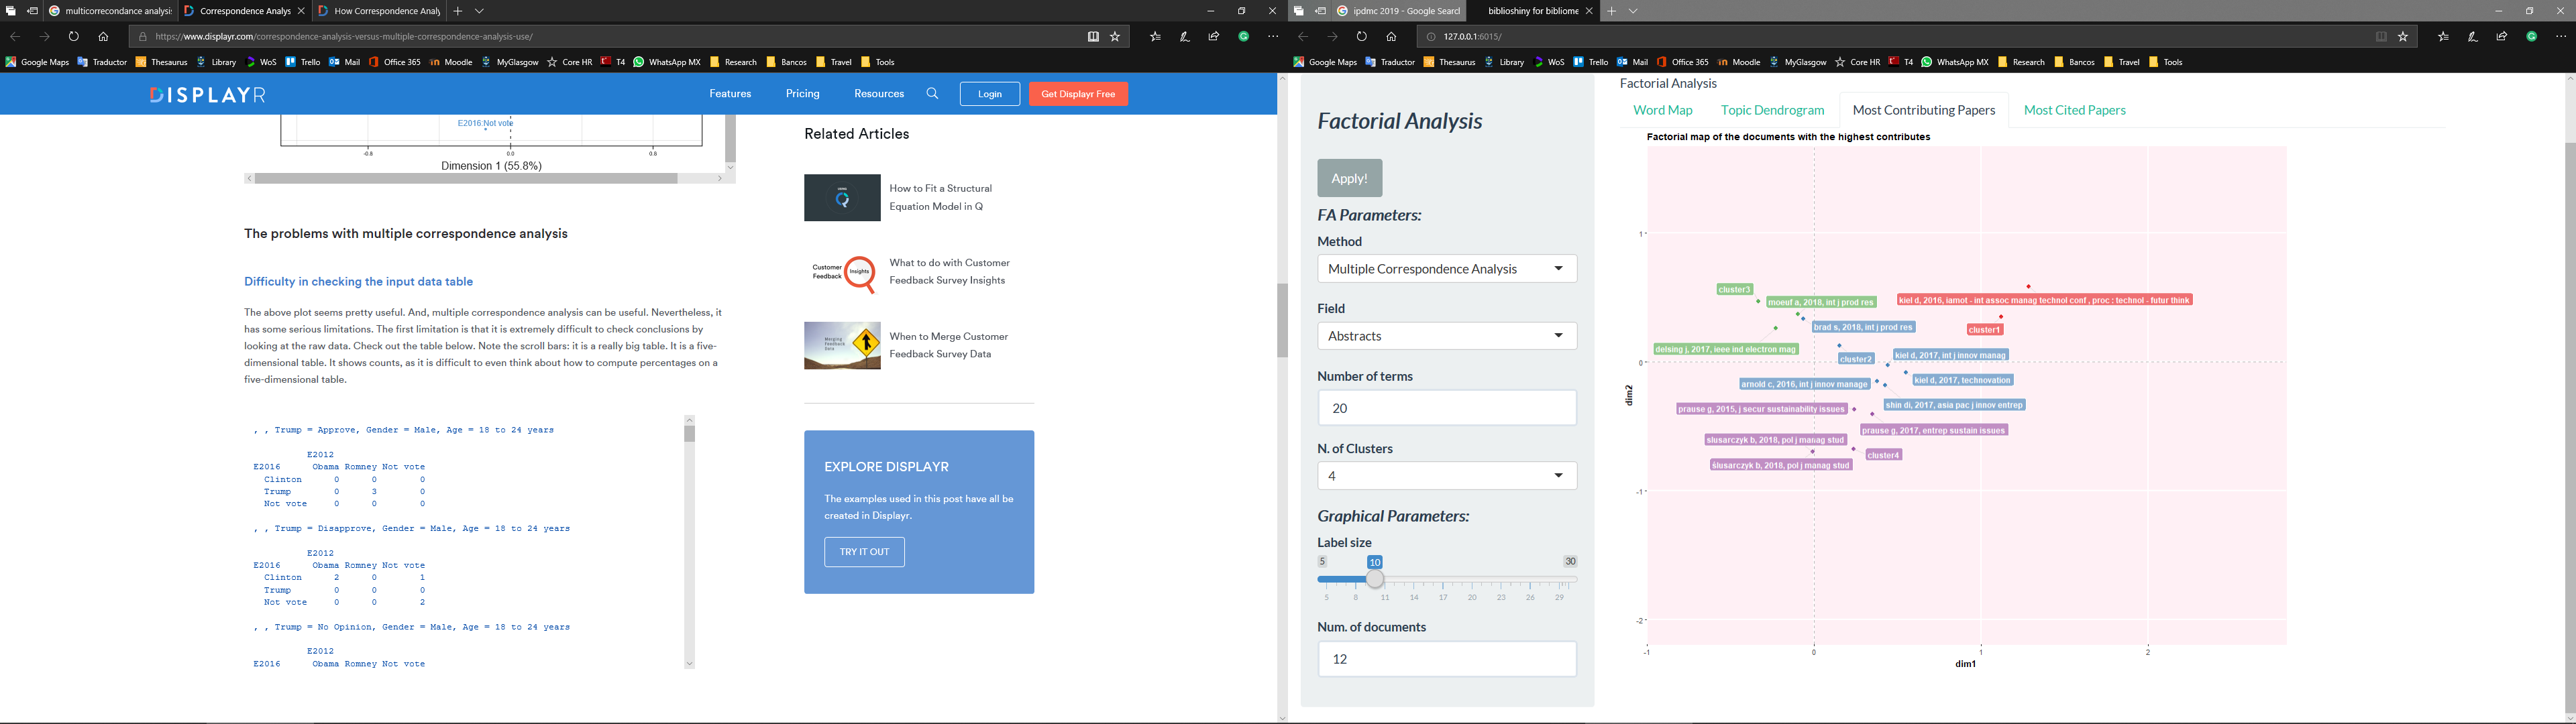 multicorrecondance analysis
Correspondence Analys
How Correspondence Analy
https://www.displayr.com/correspondence-analysis-versus-multiple-correspondence-analysis-use/
Google Maps Traductor Thesaurus Library WoS Trello Mail Office 365 Moodle MyGlasgow Core HR T4 WhatsApp MX Research Bancos Travel Tools
DISPLAYR Features Pricing Resources Login Get Displayr Free
E2016:Not vote
-0.8 0.0 0.8
Dimension 1 (55.8%)
The problems with multiple correspondence analysis
Difficulty in checking the input data table
The above plot seems pretty useful. And, multiple correspondence analysis can be useful. Nevertheless, it
has some serious limitations. The first limitation is that it is extremely difficult to check conclusions by
looking at the raw data. Check out the table below. Note the scroll bars: it is a really big table. It is a five-
dimensional table. It shows counts, as it is difficult to even think about how to compute percentages on a
five-dimensional table.
, , Trump = Approve, Gender = Male, Age = 18 to 24 years
E2012
E2016 Obama Romney Not vote
Clinton 0 0 0
Trump 0 3 0
Not vote 0 0 0
, , Trump = Disapprove, Gender = Male, Age = 18 to 24 years
E2012
E2016 Obama Romney Not vote
Clinton 2 0 1
Trump 0 0 0
Not vote 0 0 2
, , Trump = No Opinion, Gender = Male, Age = 18 to 24 years
E2012
E2016 Obama Romney Not vote
Related Articles
How to Fit a Structural
Equation Model in Q
Customer
Feedback
Insights
What to do with Customer
Feedback Survey Insights
Merging
Feedback
Data
When to Merge Customer
Feedback Survey Data
EXPLORE DISPLAYR
The examples used in this post have all be
created in Displayr.
TRY IT OUT
ipdmc 2019 - Google Searcl
biblioshiny for bibliome
127.0.0.1:6015/
Google Maps Traductor Thesaurus Library WoS Trello Mail Office 365 Moodle MyGlasgow Core HR T4 WhatsApp MX Research Bancos Travel Tools
Factorial Analysis
Apply!
FA Parameters:
Method
Multiple Correspondence Analysis
Field
Abstracts
Number of terms
20
N. of Clusters
4
Graphical Parameters:
Label size
5 10 30
5 8 11 14 17 20 23 26 29
Num. of documents
12
Factorial Analysis
Word Map Topic Dendrogram Most Contributing Papers Most Cited Papers
Factorial map of the documents with the highest contributes
1
cluster3
moeuf a, 2018, int j prod res
kiel d, 2016, iamot - int assoc manag technol conf , proc : technol - futur think
brad s, 2018, int j prod res
cluster1
delsing j, 2017, ieee ind electron mag
cluster2
kiel d, 2017, int j innov manag
0
kiel d, 2017, technovation
arnold c, 2016, int j innov manage
shin di, 2017, asia pac j innov entrep
dim2
prause g, 2015, j secur sustainability issues
prause g, 2017, entrep sustain issues
slusarczyk b, 2018, pol j manag stud
cluster4
ślusarczyk b, 2018, pol j manag stud
-1
-2
-1 0 1 2
dim1